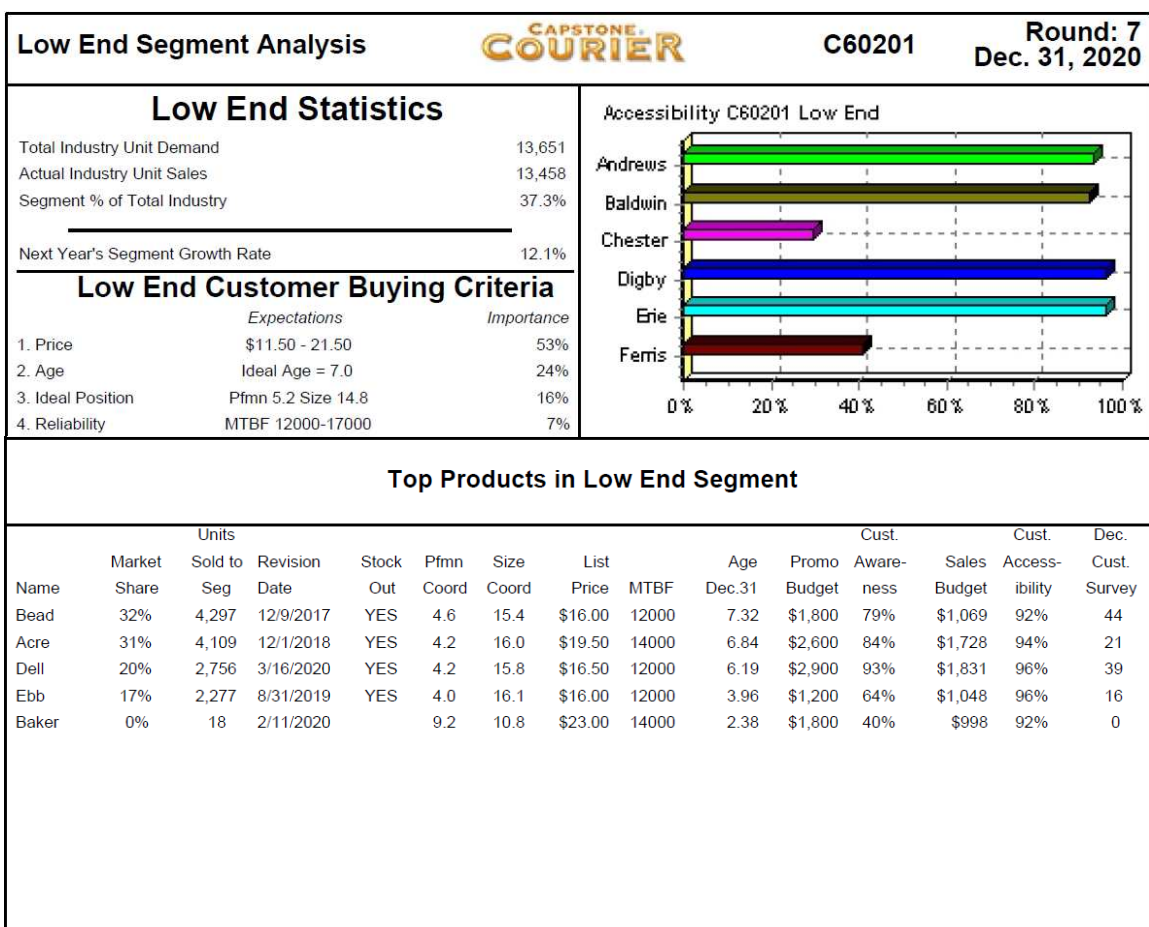 Low End Segment Analysis
CAPSTONE
COURIER
C60201
Round: 7
Dec. 31, 2020
Low End Statistics
Total Industry Unit Demand 13,651
Actual Industry Unit Sales 13,458
Segment % of Total Industry 37.3%
Next Year's Segment Growth Rate 12.1%
Low End Customer Buying Criteria
Expectations Importance
1. Price $11.50 - 21.50 53%
2. Age Ideal Age = 7.0 24%
3. Ideal Position Pfmn 5.2 Size 14.8 16%
4. Reliability MTBF 12000-17000 7%
Accessibility C60201 Low End
Andrews
Baldwin
Chester
Digby
Erie
Ferris
0% 20% 40% 60% 80% 100%
Top Products in Low End Segment
Units Cust. Cust. Dec.
Market Sold to Revision Stock Pfmn Size List Age Promo Aware- Sales Access- Cust.
Name Share Seg Date Out Coord Coord Price MTBF Dec.31 Budget ness Budget ibility Survey
Bead 32% 4,297 12/9/2017 YES 4.6 15.4 $16.00 12000 7.32 $1,800 79% $1,069 92% 44
Acre 31% 4,109 12/1/2018 YES 4.2 16.0 $19.50 14000 6.84 $2,600 84% $1,728 94% 21
Dell 20% 2,756 3/16/2020 YES 4.2 15.8 $16.50 12000 6.19 $2,900 93% $1,831 96% 39
Ebb 17% 2,277 8/31/2019 YES 4.0 16.1 $16.00 12000 3.96 $1,200 64% $1,048 96% 16
Baker 0% 18 2/11/2020 9.2 10.8 $23.00 14000 2.38 $1,800 40% $998 92% 0